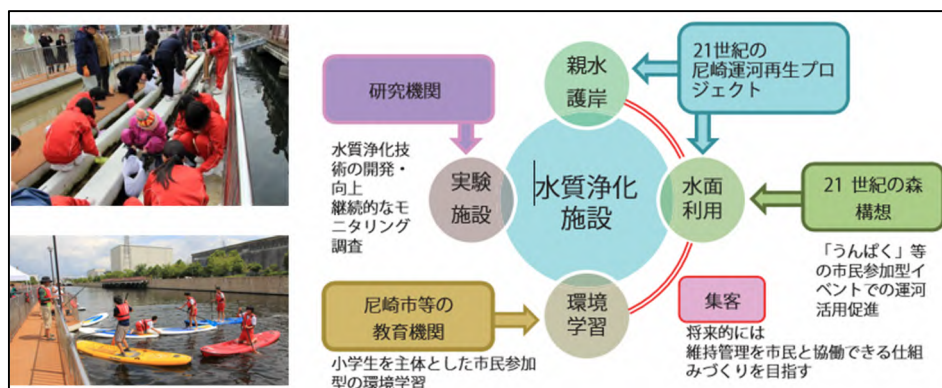 研究機関
水質浄化技
術の開発・
向上
継続的なモ
ニタリング
調査
実験
施設
親水
護岸
21世紀の
尼崎運河再生プロ
ジェクト
水質浄化
施設
水面
利用
21 世紀の森
構想
「うんぱく」等
の市民参加型イ
ベントでの運河
活用促進
尼崎市等の
教育機関
小学生を主体とした市民参加
型の環境学習
環境
学習
集客
将来的には
維持管理を市民と協働できる仕組
みづくりを目指す